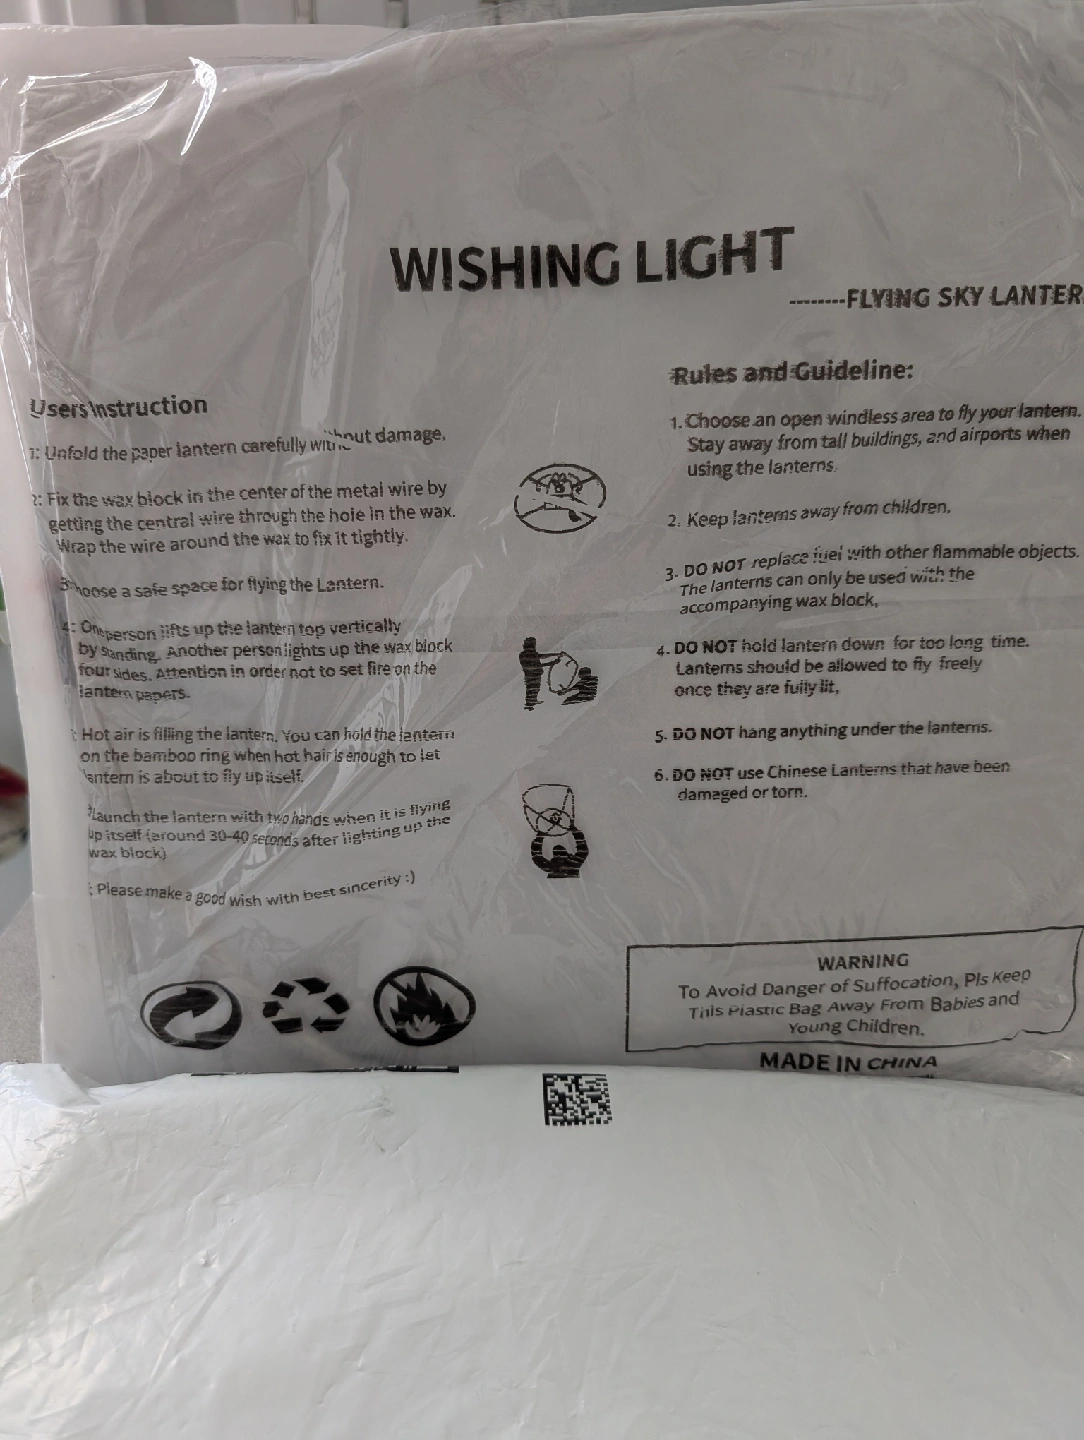 WISHING LIGHT
--------FLYING SKY LANTER
Users Instruction
1: Unfold the paper lantern carefully without damage.
2: Fix the wax block in the center of the metal wire by
getting the central wire through the hole in the wax.
Wrap the wire around the wax to fix it tightly.
hoose a safe space for flying the Lantern.
4: One person lifts up the lantern top vertically
by standing. Another person lights up the wax block
four sides. Attention in order not to set fire on the
lantern papers.
: Hot air is filling the lantern. You can hold the lantern
on the bamboo ring when hot hair is enough to let
lantern is about to fly up itself.
Launch the lantern with two hands when it is flying
up itself (around 30-40 seconds after lighting up the
wax block)
: Please make a good wish with best sincerity :)
Rules and Guideline:
1. Choose an open windless area to fly your lantern.
Stay away from tall buildings, and airports when
using the lanterns.
2. Keep lanterns away from children.
3. DO NOT replace fuel with other flammable objects.
The lanterns can only be used with the
accompanying wax block,
4. DO NOT hold lantern down for too long time.
Lanterns should be allowed to fly freely
once they are fully lit,
5. DO NOT hang anything under the lanterns.
6. DO NOT use Chinese Lanterns that have been
damaged or torn.
WARNING
To Avoid Danger of Suffocation, Pls Keep
This Plastic Bag Away From Babies and
Young Children.
MADE IN CHINA